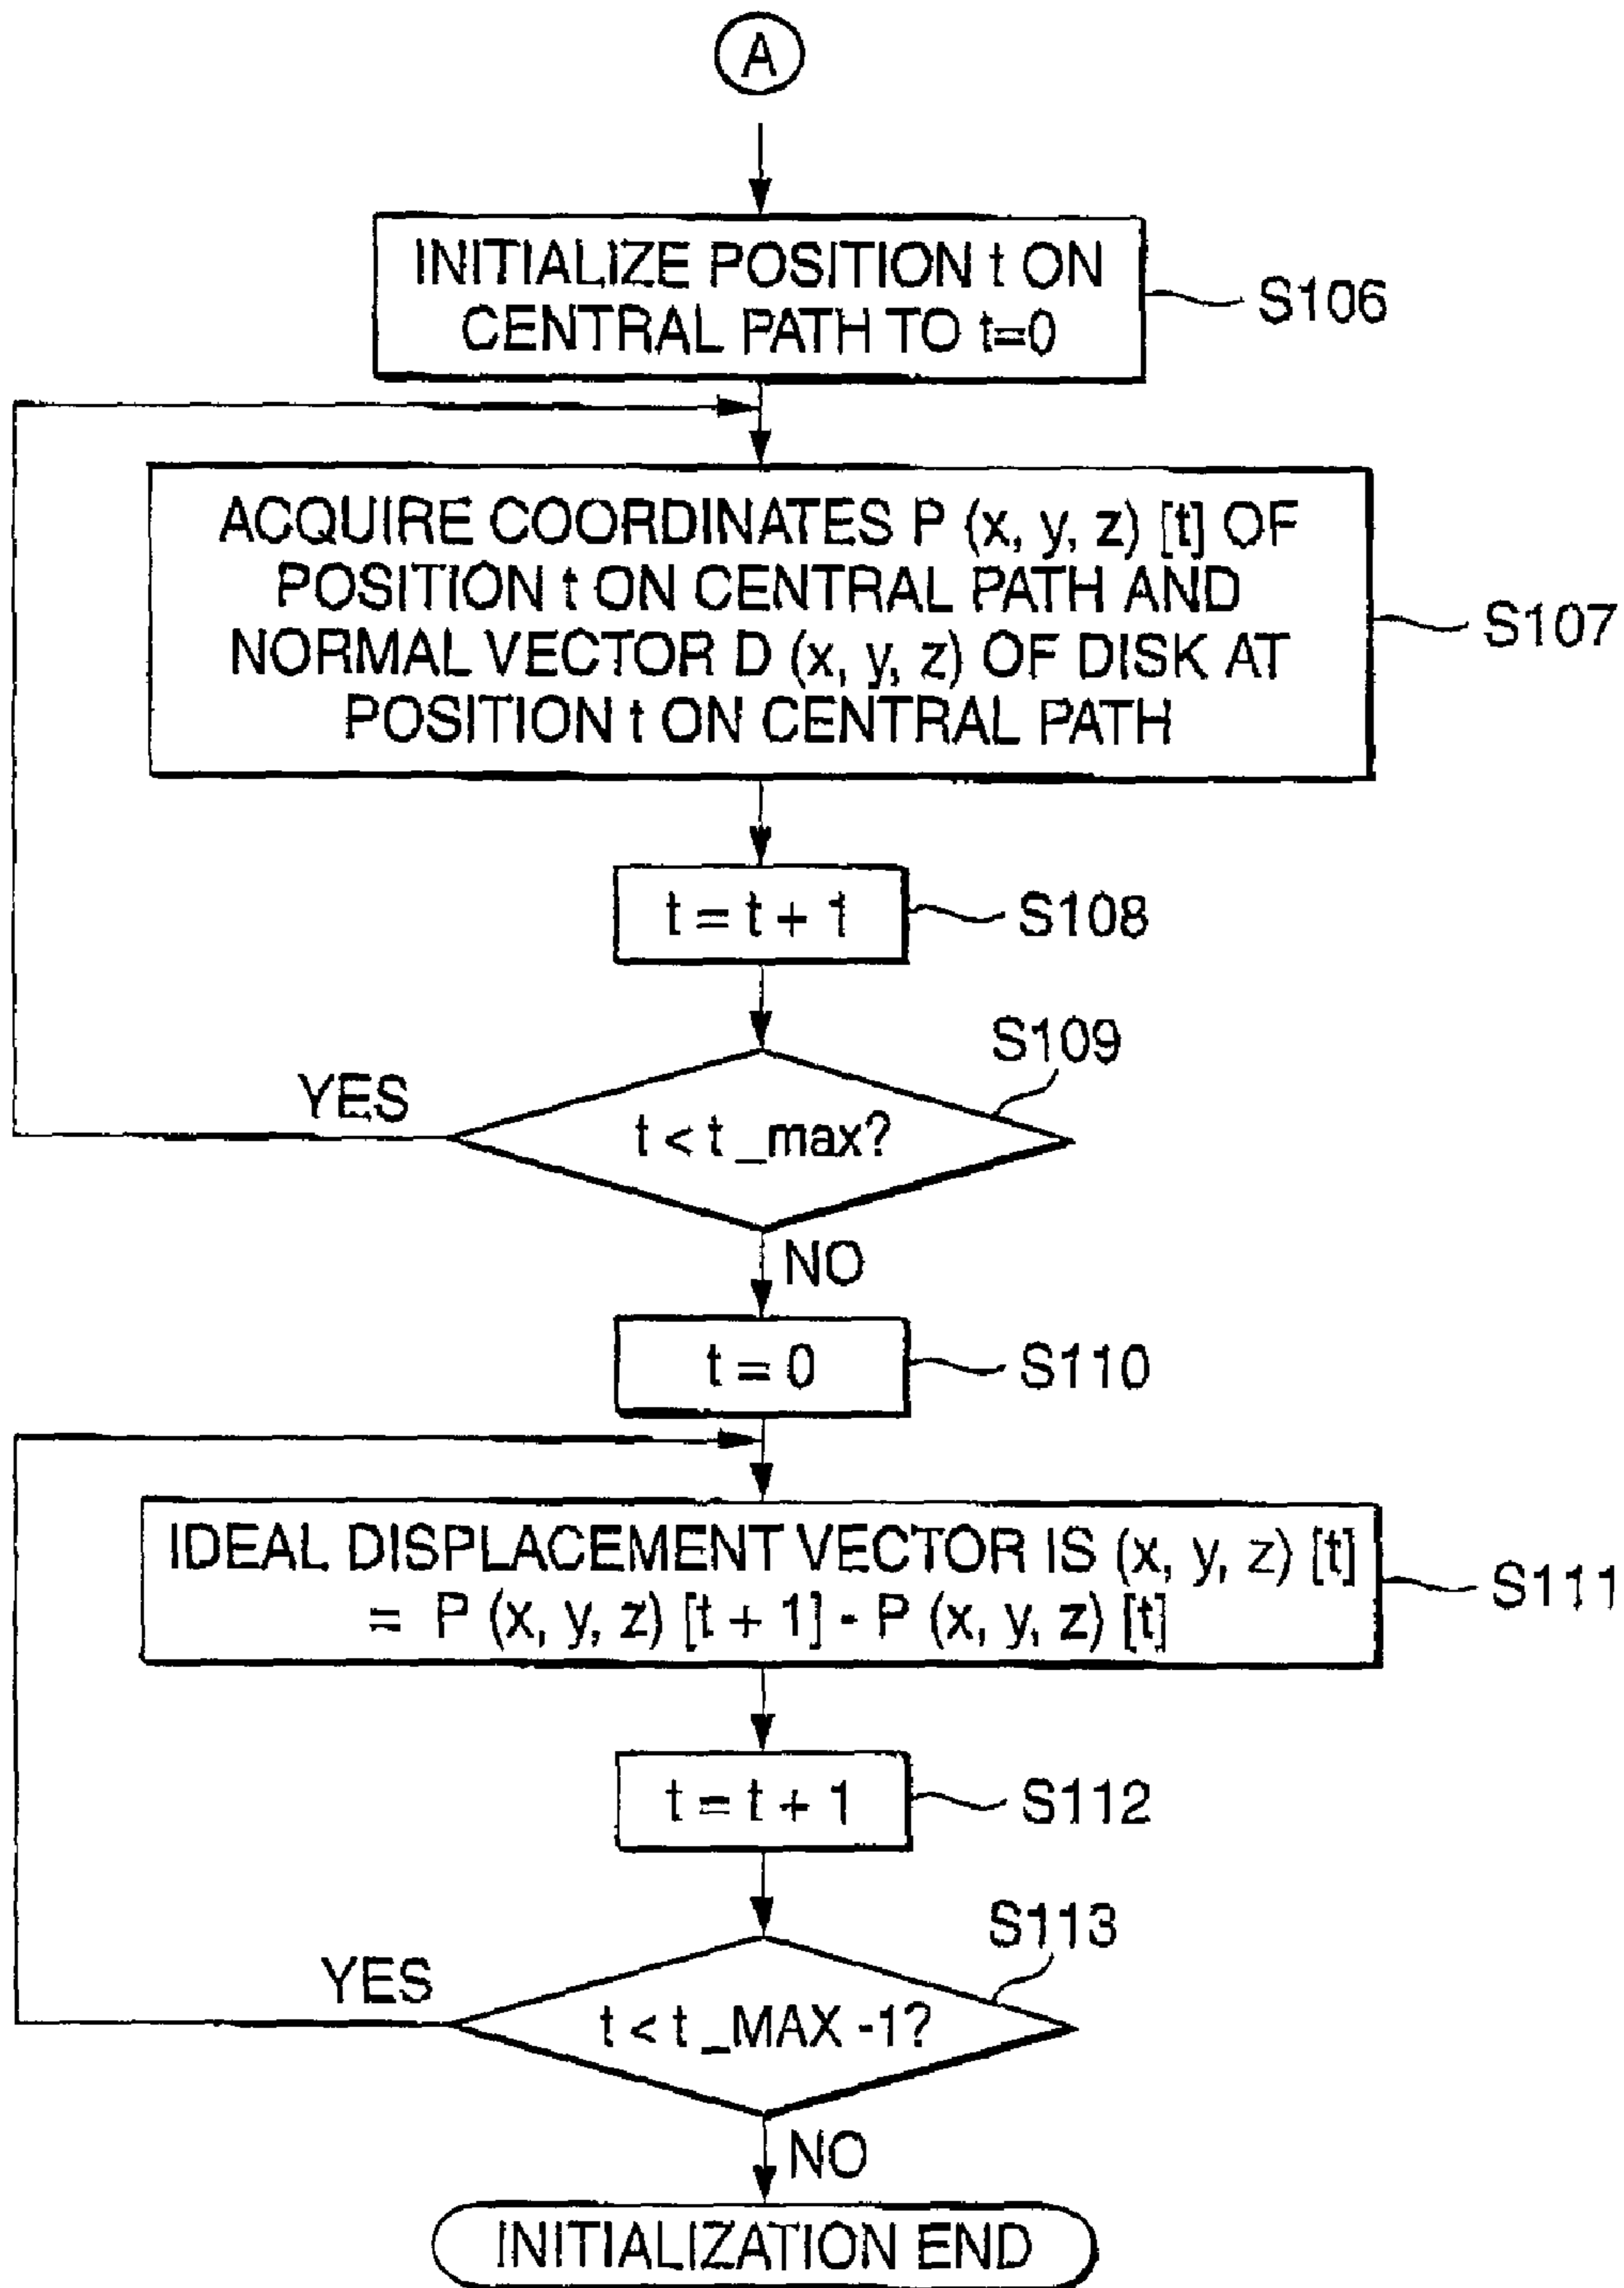 A
INITIALIZE POSITION t ON
CENTRAL PATH TO t=0
S106
ACQUIRE COORDINATES P (x, y, z) [t] OF
POSITION t ON CENTRAL PATH AND
NORMAL VECTOR D (x, y, z) OF DISK AT
POSITION t ON CENTRAL PATH
S107
t = t + 1
S108
S109
YES
t < t _max?
NO
t = 0
S110
IDEAL DISPLACEMENT VECTOR IS (x, y, z) [t]
= P (x, y, z) [t + 1] - P (x, y, z) [t]
S111
t = t + 1
S112
S113
YES
t < t _MAX -1?
NO
INITIALIZATION END